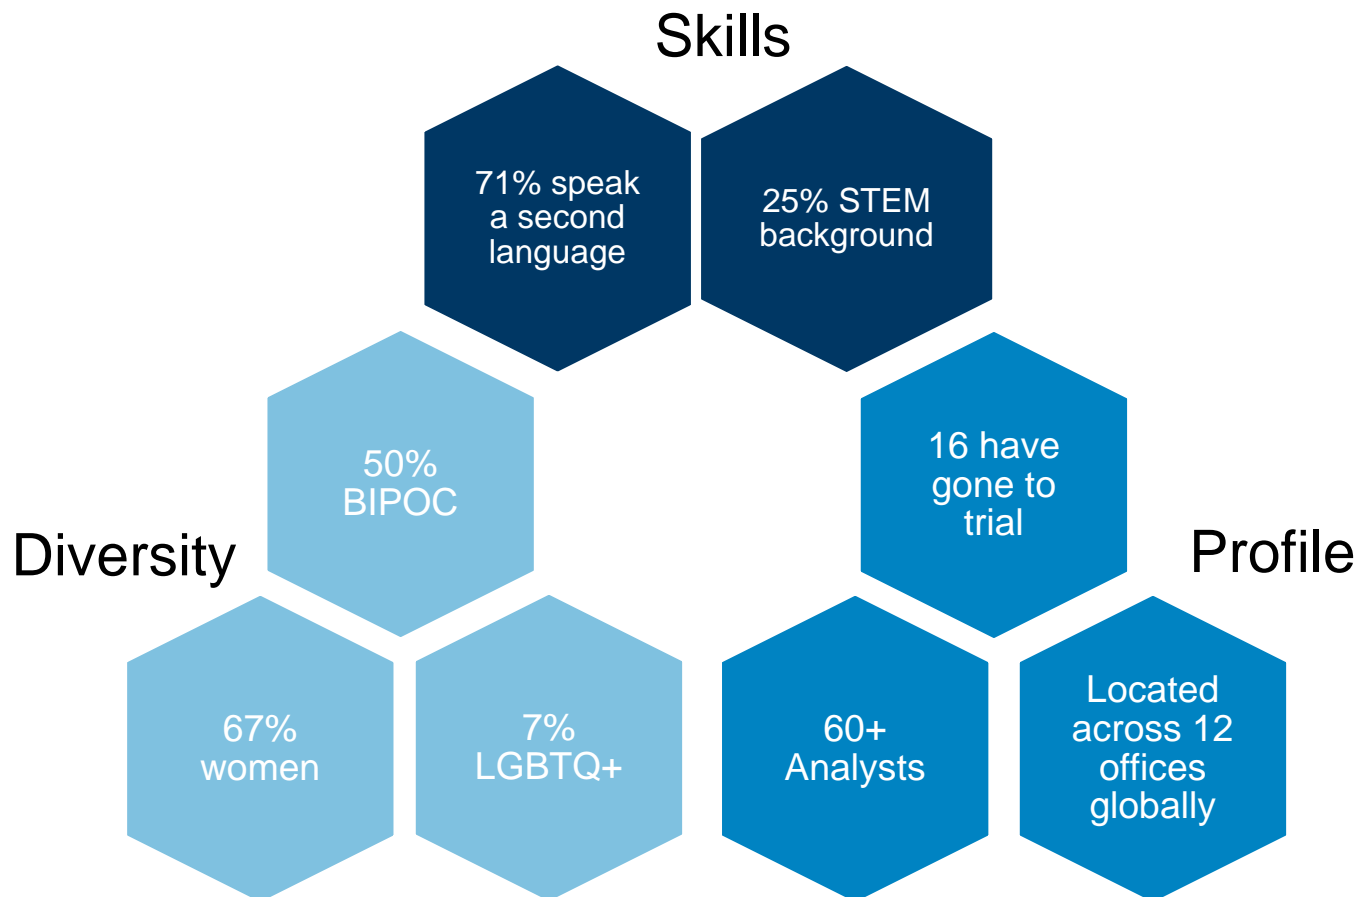 Skills
71% speak
a second
language
25% STEM
background
50%
BIPOC
16 have
gone to
trial
Diversity
Profile
67%
women
7%
LGBTQ+
60+
Analysts
Located
across 12
offices
globally